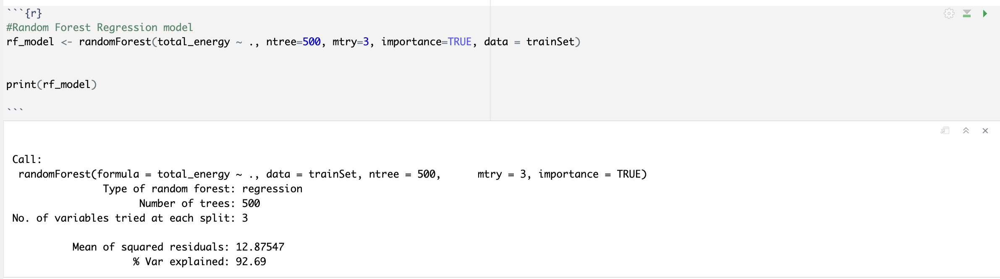 ```{r}
#Random Forest Regression model
rf_model <- randomForest(total_energy ~ ., ntree=500, mtry=3, importance=TRUE, data = trainSet)
print(rf_model)
```
Call:
 randomForest(formula = total_energy ~ ., data = trainSet, ntree = 500,      mtry = 3, importance = TRUE)
               Type of random forest: regression
                     Number of trees: 500
No. of variables tried at each split: 3
          Mean of squared residuals: 12.87547
                    % Var explained: 92.69